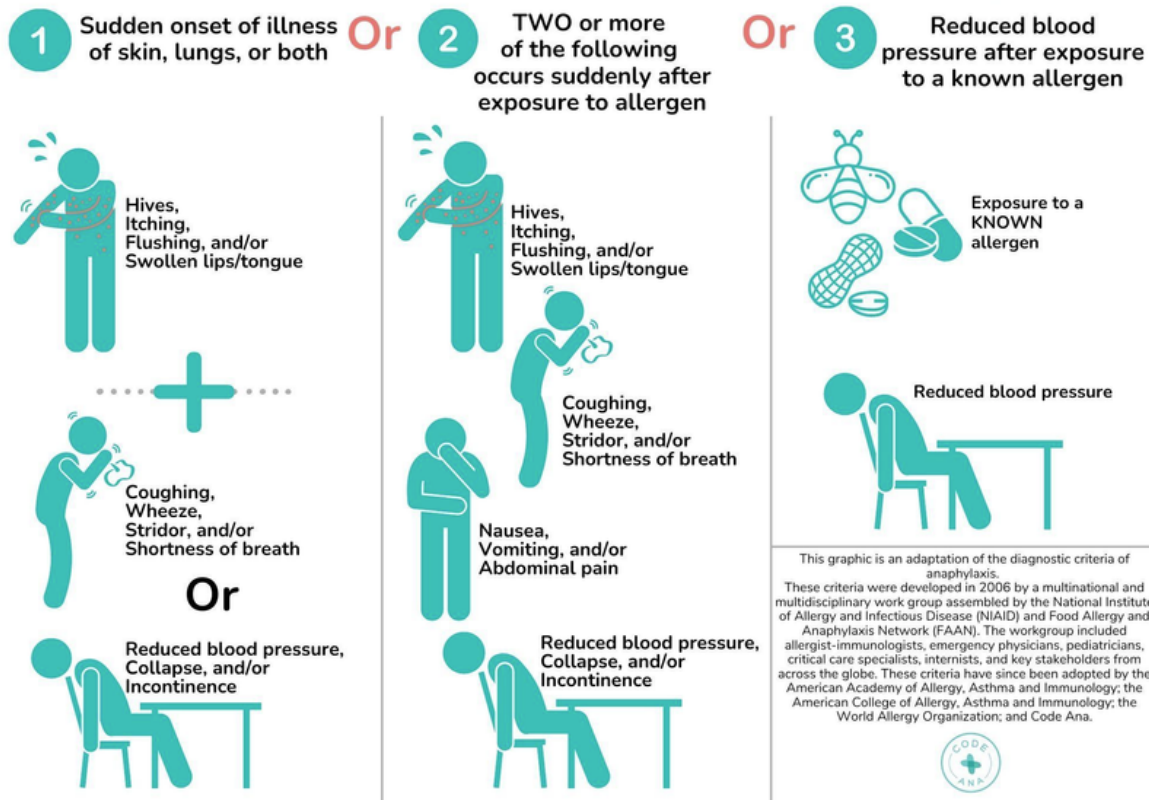 1
Sudden onset of illness
of skin, lungs, or both
Hives,
Itching,
Flushing, and/or
Swollen lips/tongue
Coughing,
Wheeze,
Stridor, and/or
Shortness of breath
Or
Reduced blood pressure,
Collapse, and/or
Incontinence
Or
2
TWO or more
of the following
occurs suddenly after
exposure to allergen
Hives,
Itching,
Flushing, and/or
Swollen lips/tongue
Coughing,
Wheeze,
Stridor, and/or
Shortness of breath
Nausea,
Vomiting, and/or
Abdominal pain
Reduced blood pressure,
Collapse, and/or
Incontinence
Or
3
Reduced blood
pressure after exposure
to a known allergen
Exposure to a
KNOWN
allergen
Reduced blood pressure
This graphic is an adaptation of the diagnostic criteria of
anaphylaxis.
These criteria were developed in 2006 by a multinational and
multidisciplinary work group assembled by the National Institute
of Allergy and Infectious Disease (NIAID) and Food Allergy and
Anaphylaxis Network (FAAN). The workgroup included
allergist-immunologists, emergency physicians, pediatricians,
critical care specialists, internists, and key stakeholders from
across the globe. These criteria have since been adopted by the
American Academy of Allergy, Asthma and Immunology; the
American College of Allergy, Asthma and Immunology; the
World Allergy Organization; and Code Ana.
CODE
ANA